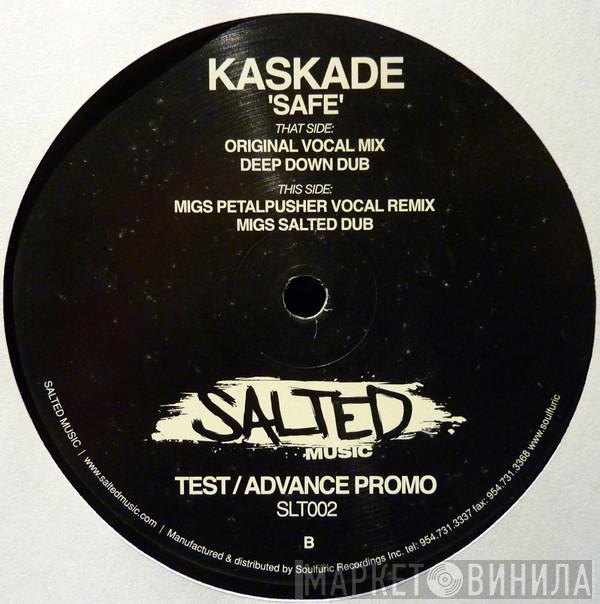 KASKADE
'SAFE'
THAT SIDE:
ORIGINAL VOCAL MIX
DEEP DOWN DUB
THIS SIDE:
MIGS PETALPUSHER VOCAL REMIX
MIGS SALTED DUB
SALTED
MUSIC
TEST / ADVANCE PROMO
SLT002
B
SALTED MUSIC | www.saltedmusic.com | Manufactured & distributed by Soulfuric Recordings Inc. tel: 954.731.3337 fax: 954.731.3368 www.soulfuric
МАРКЕТ ВИНИЛА